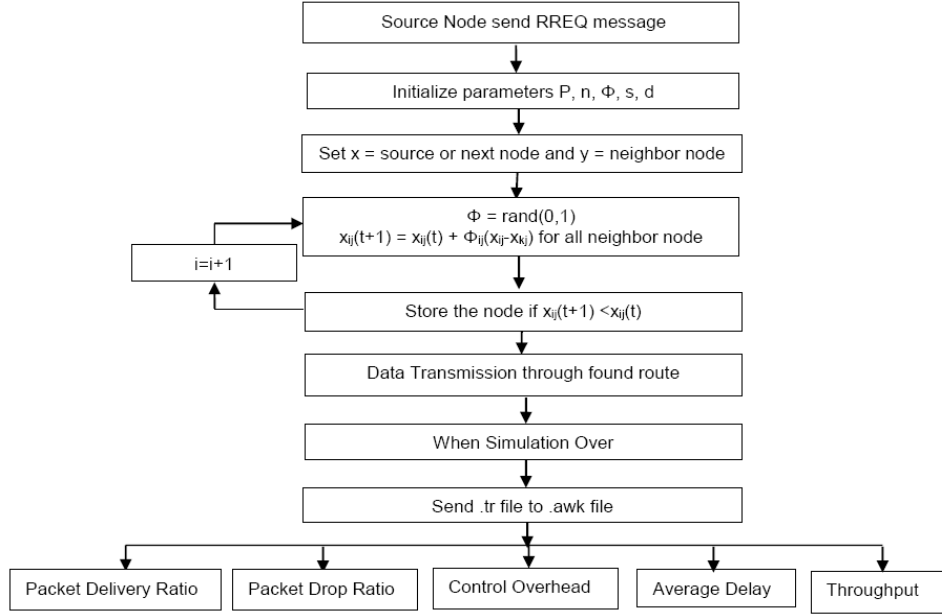 Source Node send RREQ message
Initialize parameters P, n, Φ, s, d
Set x = source or next node and y = neighbor node
Φ = rand(0,1)
xij(t+1) = xij(t) + Φij(xij-xkj) for all neighbor node
i=i+1
Store the node if xij(t+1) <xij(t)
Data Transmission through found route
When Simulation Over
Send .tr file to .awk file
Packet Delivery Ratio
Packet Drop Ratio
Control Overhead
Average Delay
Throughput